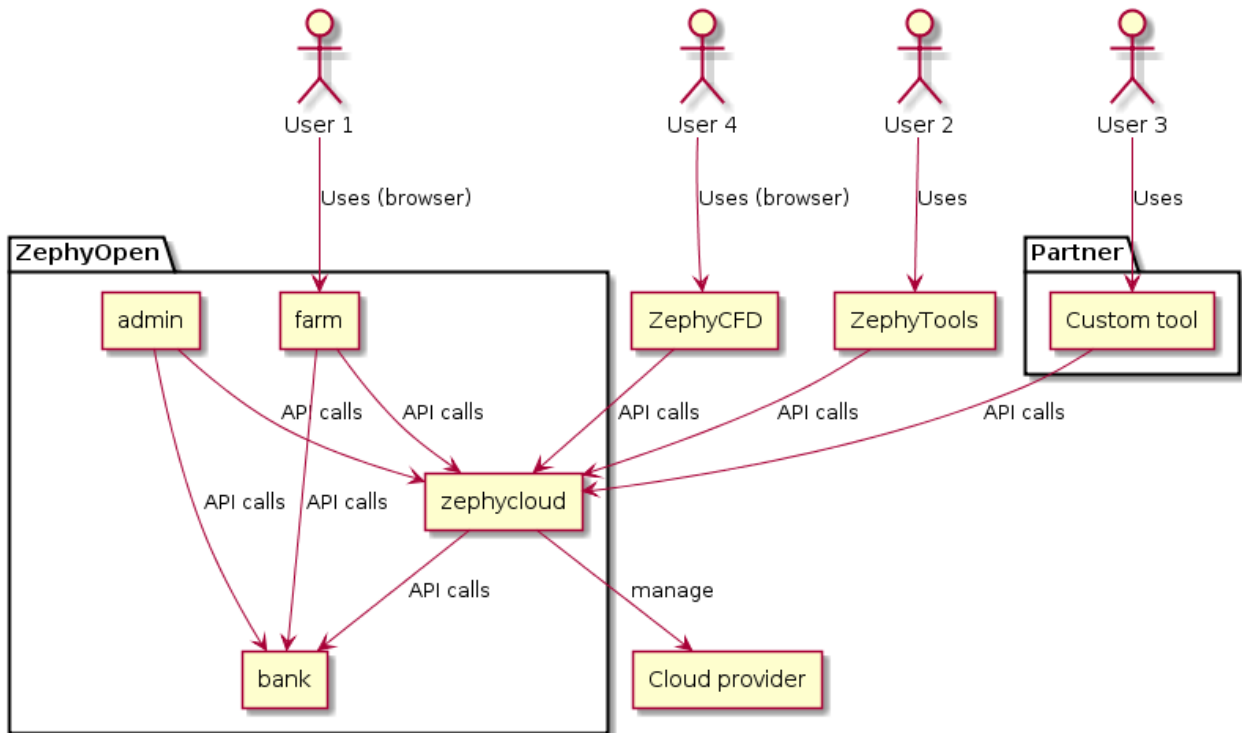 User 1
User 4
User 2
User 3
Uses (browser)
Uses (browser)
Uses
Uses
ZephyOpen
Partner
admin
farm
ZephyCFD
ZephyTools
Custom tool
API calls
API calls
API calls
API calls
API calls
zephycloud
API calls
API calls
API calls
manage
bank
Cloud provider